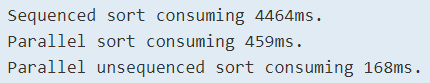 Sequenced sort consuming 4464ms.
Parallel sort consuming 459ms.
Parallel unsequenced sort consuming 168ms.